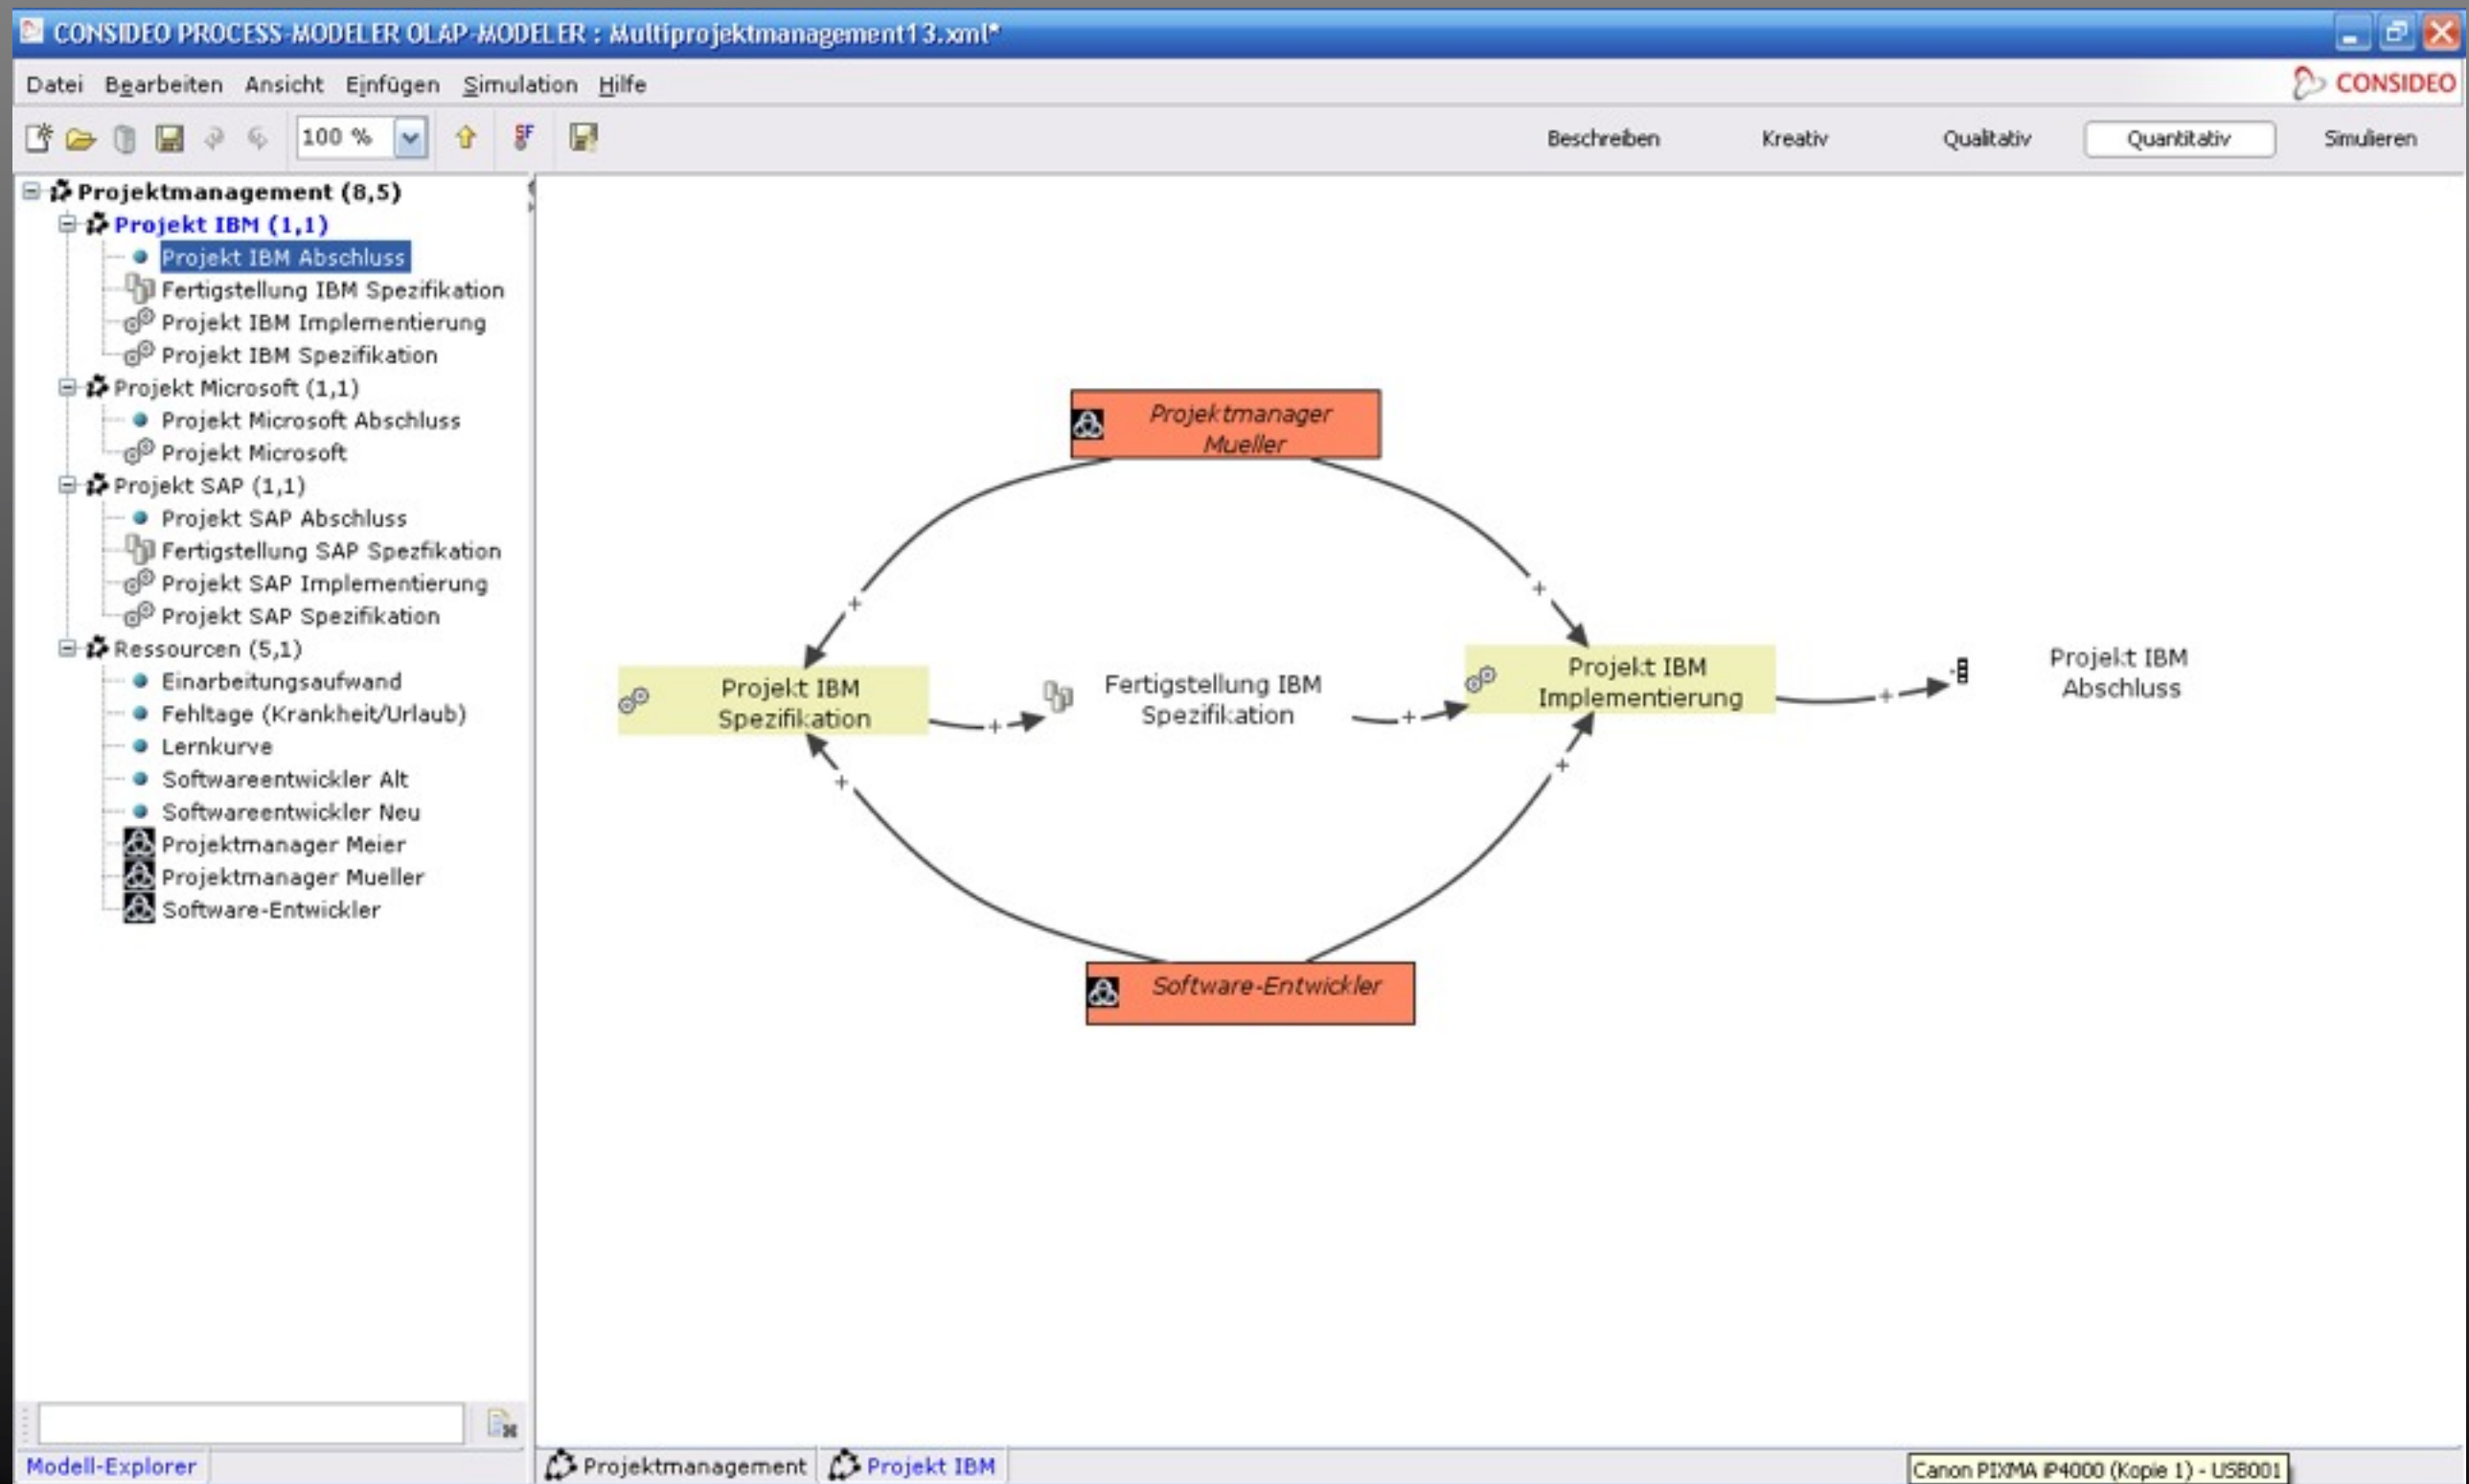 CONSIDEO PROCESS-MODELER OLAP-MODELER : Multiprojektmanagement13.xml*
Datei Bearbeiten Ansicht Einfügen Simulation Hilfe
CONSIDEO
100 %
SF
Beschreiben Kreativ Qualitativ Quantitativ Simulieren
Projektmanagement (8,5)
Projekt IBM (1,1)
Projekt IBM Abschluss
Fertigstellung IBM Spezifikation
Projekt IBM Implementierung
Projekt IBM Spezifikation
Projekt Microsoft (1,1)
Projekt Microsoft Abschluss
Projekt Microsoft
Projekt SAP (1,1)
Projekt SAP Abschluss
Fertigstellung SAP Spezfikation
Projekt SAP Implementierung
Projekt SAP Spezifikation
Ressourcen (5,1)
Einarbeitungsaufwand
Fehltage (Krankheit/Urlaub)
Lernkurve
Softwareentwickler Alt
Softwareentwickler Neu
Projektmanager Meier
Projektmanager Mueller
Software-Entwickler
Projektmanager
Mueller
Projekt IBM
Spezifikation
Fertigstellung IBM
Spezifikation
Projekt IBM
Implementierung
Projekt IBM
Abschluss
Software-Entwickler
Modell-Explorer
Projektmanagement
Projekt IBM
Canon PIXMA iP4000 (Kopie 1) - USB001